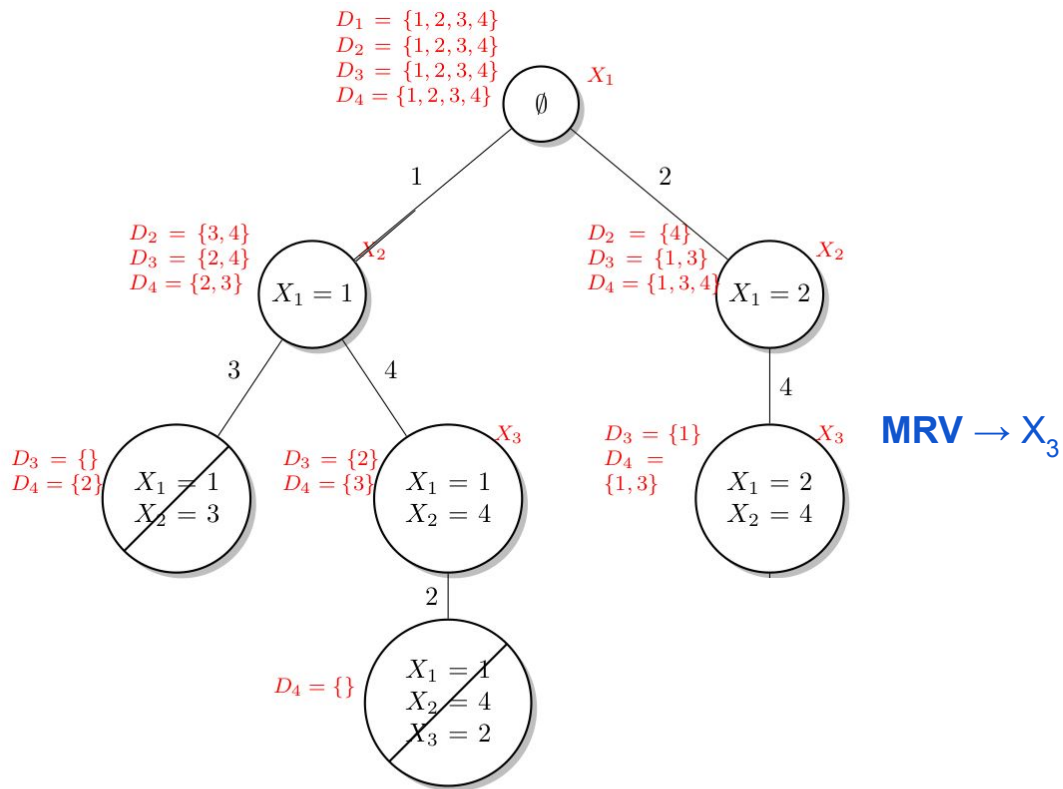 D₁ = {1, 2, 3, 4}
D₂ = {1, 2, 3, 4}
D₃ = {1, 2, 3, 4}
D₄ = {1, 2, 3, 4}
X₁
∅
1
2
D₂ = {3, 4}
D₃ = {2, 4}
D₄ = {2, 3}
X₂
X₁ = 1
D₂ = {4}
D₃ = {1, 3}
D₄ = {1, 3, 4}
X₂
X₁ = 2
3
4
4
D₃ = {}
D₄ = {2}
X₁ = 1
X₂ = 3
D₃ = {2}
D₄ = {3}
X₃
X₁ = 1
X₂ = 4
D₃ = {1}
D₄ =
{1, 3}
X₃
X₁ = 2
X₂ = 4
MRV → X₃
2
D₄ = {}
X₁ = 1
X₂ = 4
X₃ = 2